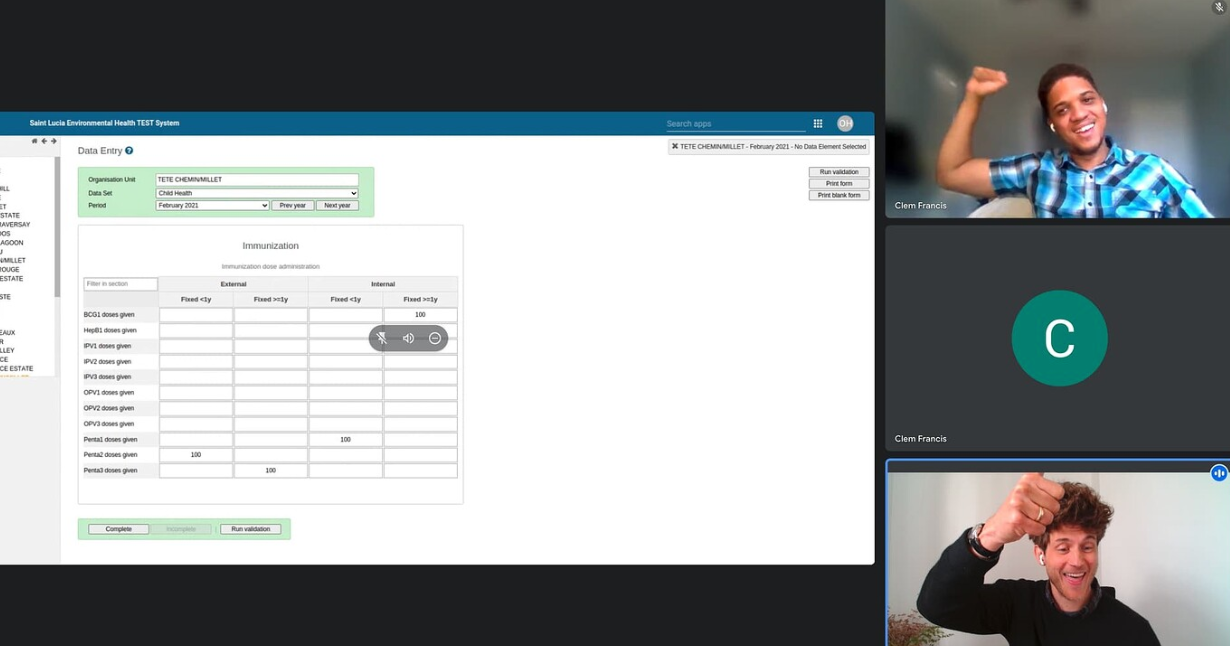 Saint Lucia Environmental Health TEST System
Search apps
OH
Data Entry ?
✖ TETE CHEMIN/MILLET - February 2021 - No Data Element Selected
Organisation Unit TETE CHEMIN/MILLET
Data Set Child Health
Period February 2021 Prev year Next year
Run validation
Print form
Print blank form
ILL
ET
STATE
RAVERSAY
OOS
AGOON
U
N/MILLET
ROUGE
ESTATE
STE
EAUX
R
LLEY
CE
CE ESTATE
Immunization
Immunization dose administration
Filter in section External Internal
Fixed <1y Fixed >=1y Fixed <1y Fixed >=1y
BCG1 doses given 100
HepB1 doses given
IPV1 doses given
IPV2 doses given
IPV3 doses given
OPV1 doses given
OPV2 doses given
OPV3 doses given
Penta1 doses given 100
Penta2 doses given 100
Penta3 doses given 100
Complete Incomplete | Run validation
Clem Francis
C
Clem Francis